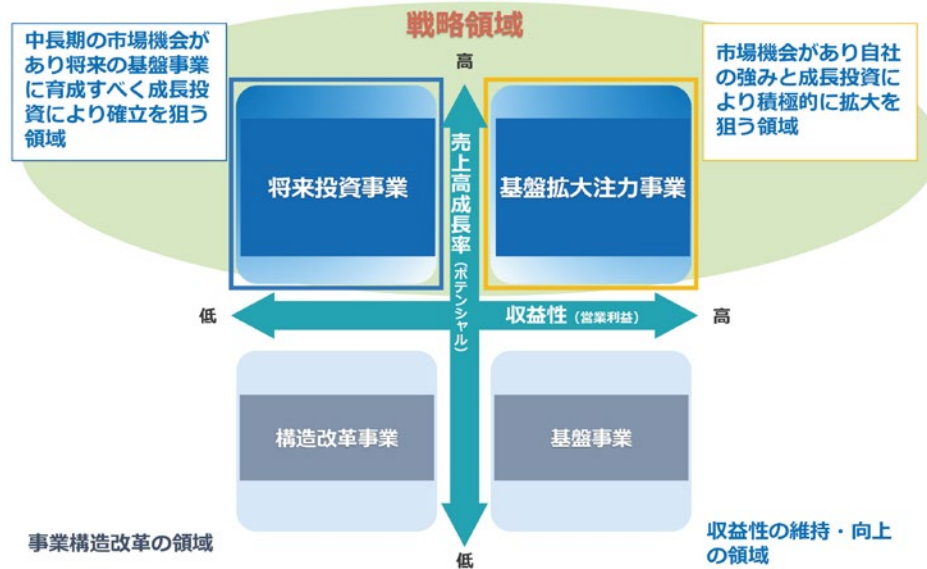 戦略領域
中長期の市場機会が
あり将来の基盤事業
に育成すべく成長投
資により確立を狙う
領域
高
市場機会があり自社
の強みと成長投資に
より積極的に拡大を
狙う領域
将来投資事業
売上高成長率（ポテンシャル）
基盤拡大注力事業
低
収益性（営業利益）
高
構造改革事業
基盤事業
事業構造改革の領域
低
収益性の維持・向上
の領域